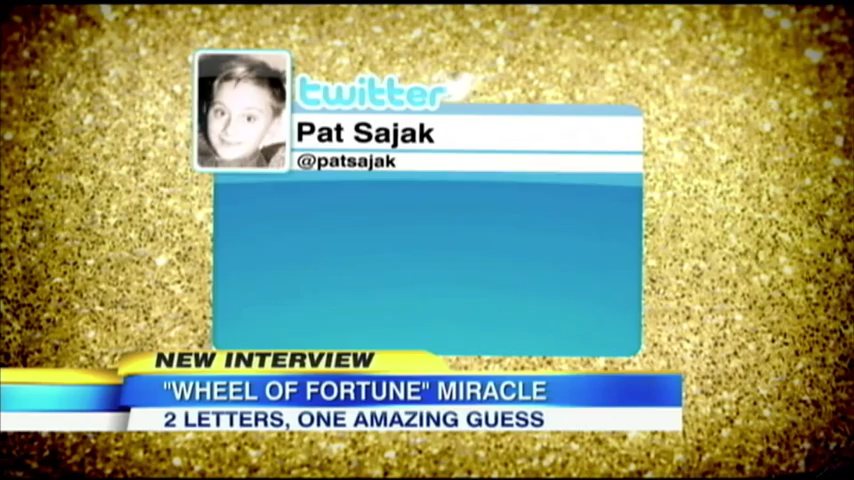 twitter
Pat Sajak
@patsajak
NEW INTERVIEW
"WHEEL OF FORTUNE" MIRACLE
2 LETTERS, ONE AMAZING GUESS